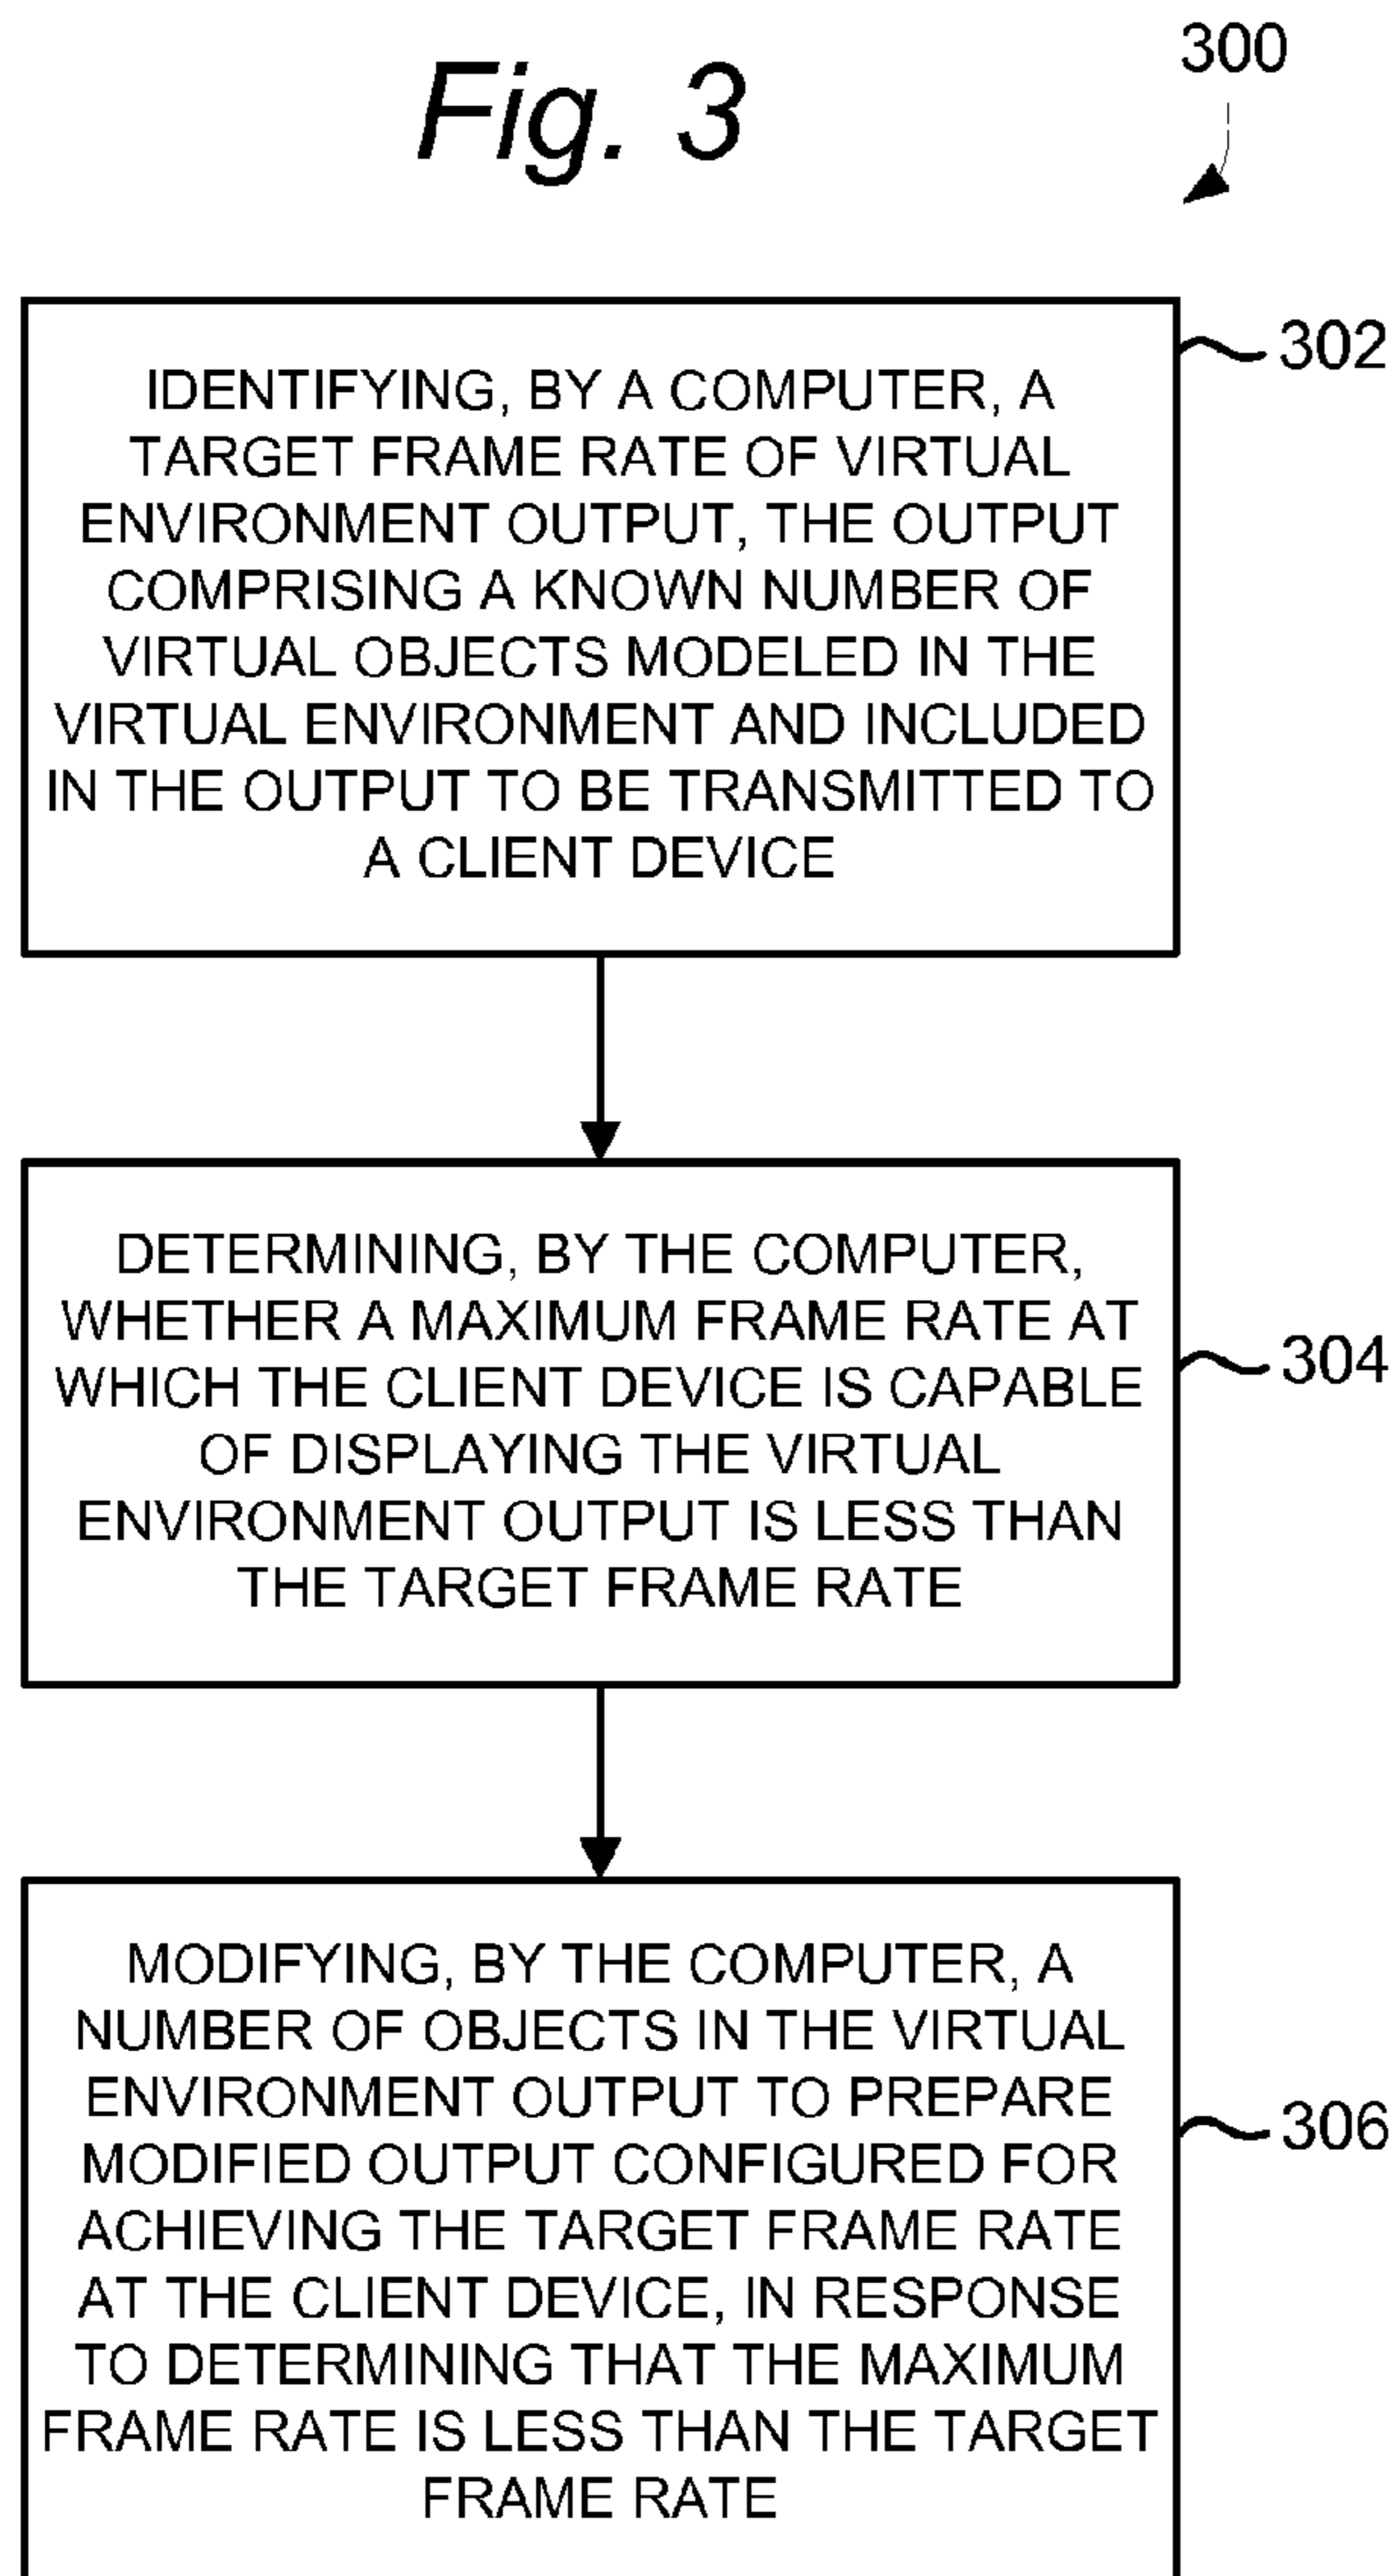 Fig. 3
300
IDENTIFYING, BY A COMPUTER, A
TARGET FRAME RATE OF VIRTUAL
ENVIRONMENT OUTPUT, THE OUTPUT
COMPRISING A KNOWN NUMBER OF
VIRTUAL OBJECTS MODELED IN THE
VIRTUAL ENVIRONMENT AND INCLUDED
IN THE OUTPUT TO BE TRANSMITTED TO
A CLIENT DEVICE
302
DETERMINING, BY THE COMPUTER,
WHETHER A MAXIMUM FRAME RATE AT
WHICH THE CLIENT DEVICE IS CAPABLE
OF DISPLAYING THE VIRTUAL
ENVIRONMENT OUTPUT IS LESS THAN
THE TARGET FRAME RATE
304
MODIFYING, BY THE COMPUTER, A
NUMBER OF OBJECTS IN THE VIRTUAL
ENVIRONMENT OUTPUT TO PREPARE
MODIFIED OUTPUT CONFIGURED FOR
ACHIEVING THE TARGET FRAME RATE
AT THE CLIENT DEVICE, IN RESPONSE
TO DETERMINING THAT THE MAXIMUM
FRAME RATE IS LESS THAN THE TARGET
FRAME RATE
306